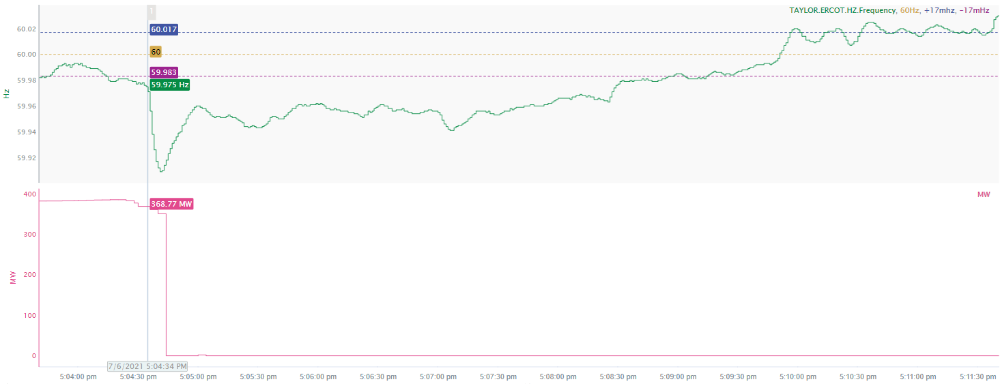 1
TAYLOR.ERCOT.HZ.Frequency, 60Hz, +17mhz, -17mHz
60.02
60.017
60.00
60
59.983
59.98
59.975 Hz
Hz
59.96
59.94
59.92
400
MW
368.77 MW
300
MW
200
100
0
7/6/2021 5:04:34 PM
5:04:00 pm 5:04:30 pm 5:05:00 pm 5:05:30 pm 5:06:00 pm 5:06:30 pm 5:07:00 pm 5:07:30 pm 5:08:00 pm 5:08:30 pm 5:09:00 pm 5:09:30 pm 5:10:00 pm 5:10:30 pm 5:11:00 pm 5:11:30 pm